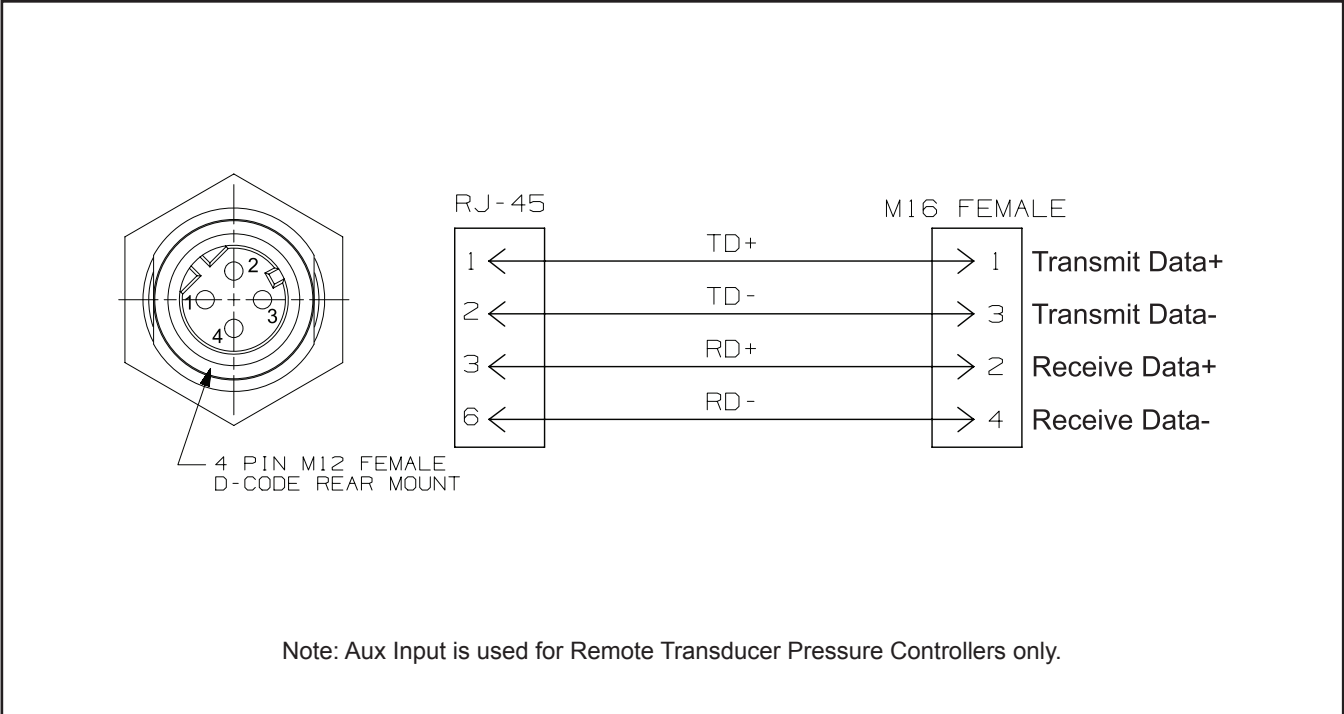 2
1
3
4
4 PIN M12 FEMALE
D-CODE REAR MOUNT
RJ-45
M16 FEMALE
1 TD+ 1 Transmit Data+
2 TD- 3 Transmit Data-
3 RD+ 2 Receive Data+
6 RD- 4 Receive Data-
Note: Aux Input is used for Remote Transducer Pressure Controllers only.